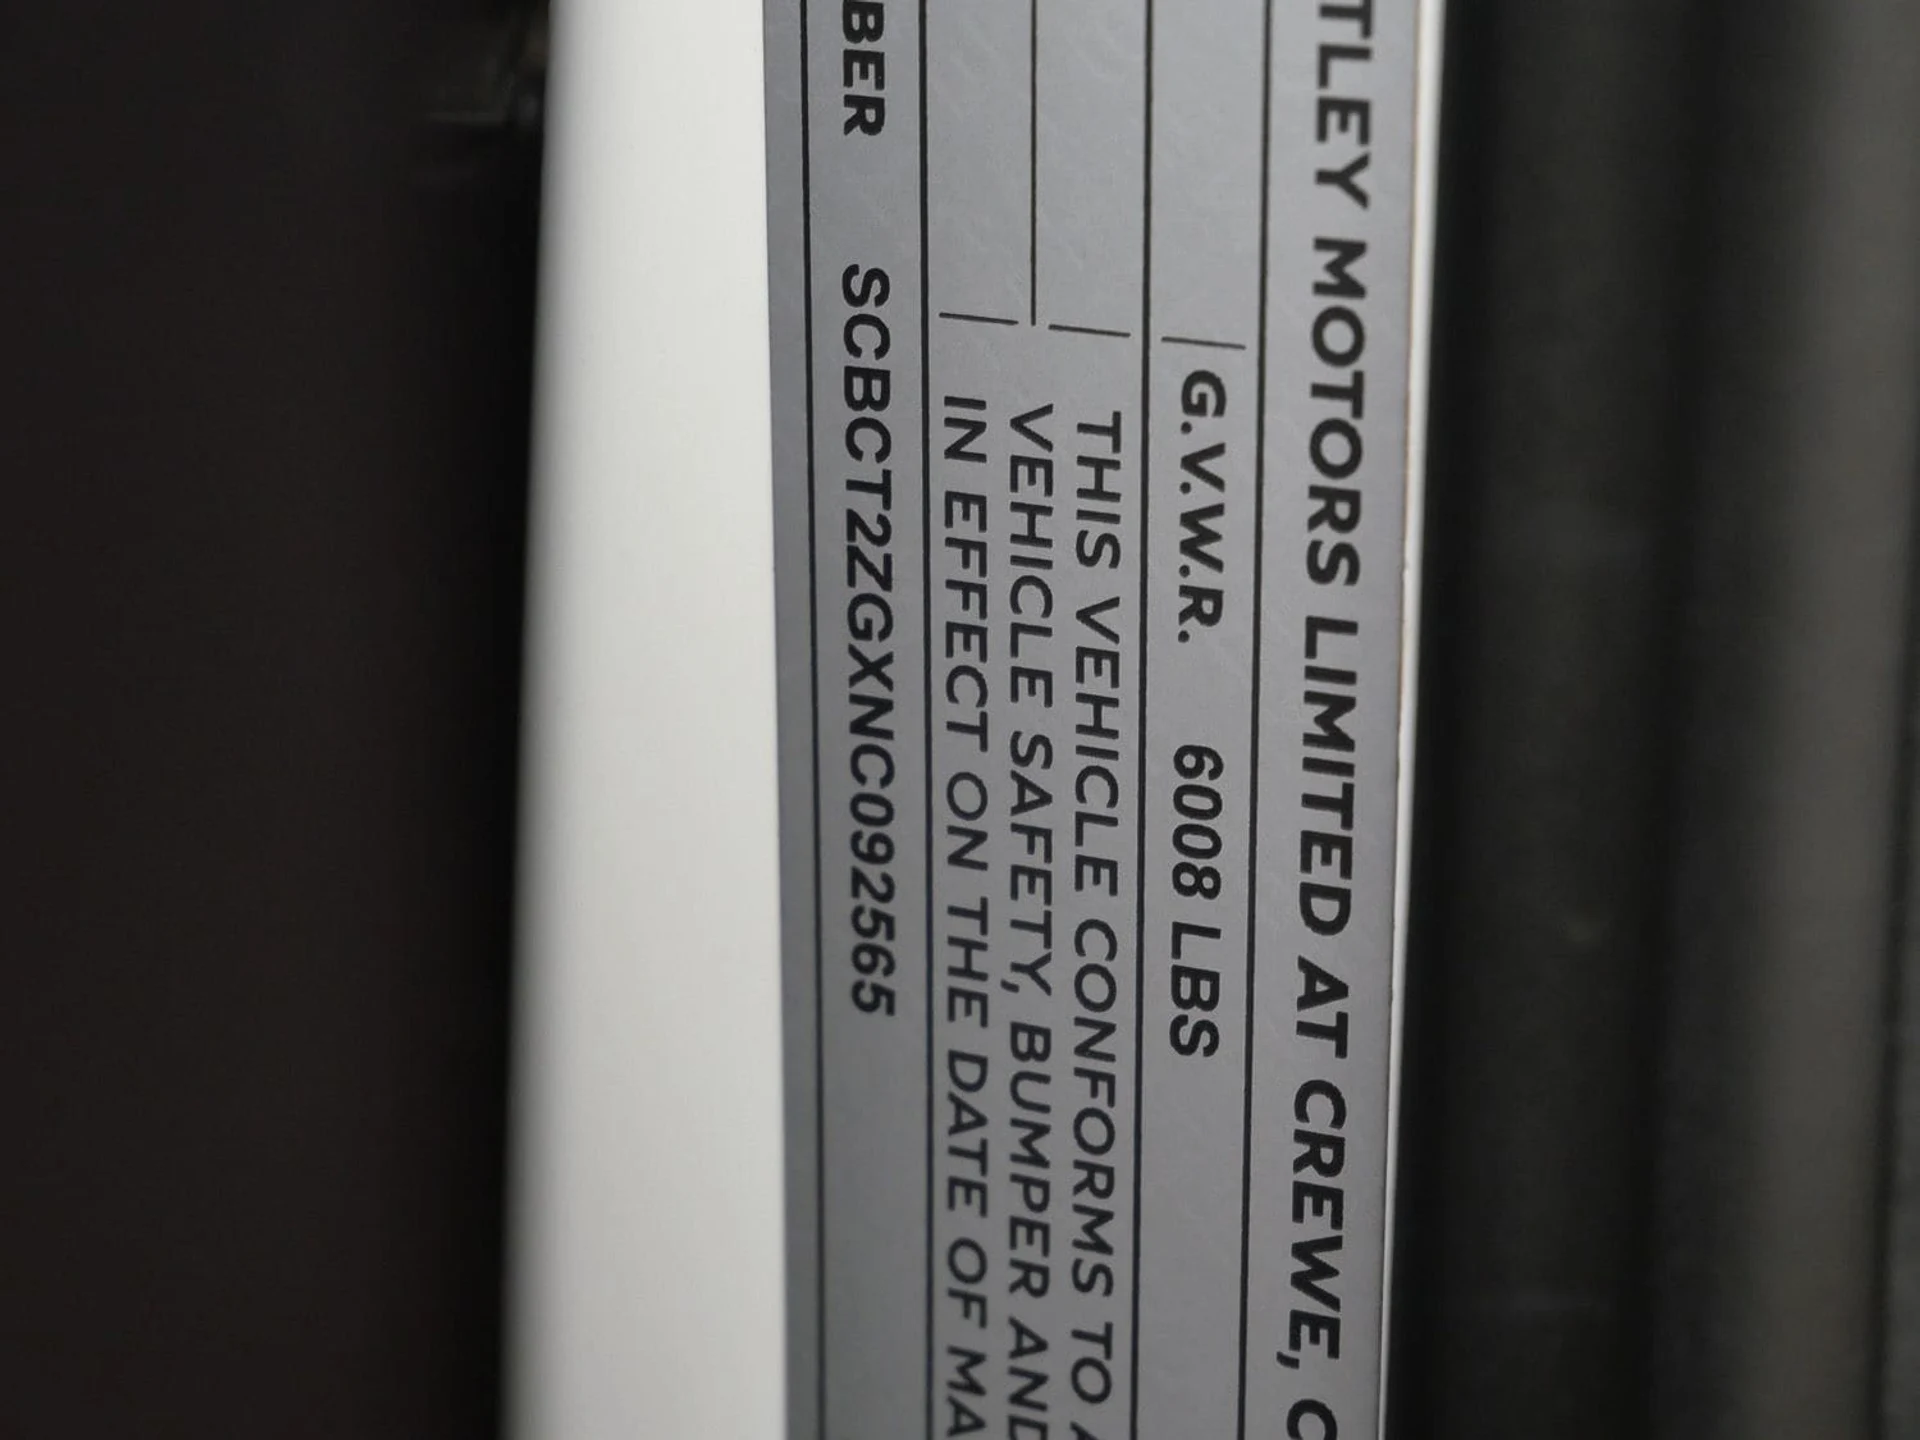 TLEY MOTORS LIMITED AT CREWE, C
G.V.W.R. 6008 LBS
THIS VEHICLE CONFORMS TO A
VEHICLE SAFETY, BUMPER AND
IN EFFECT ON THE DATE OF MA
BER SCBCT2ZGXNC092565